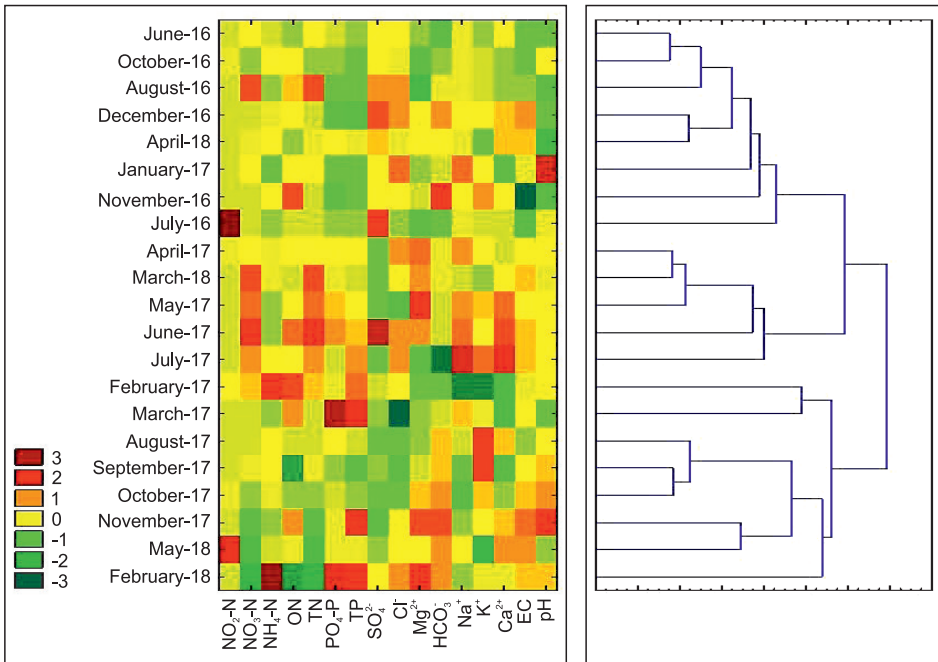 June-16
October-16
August-16
December-16
April-18
January-17
November-16
July-16
April-17
March-18
May-17
June-17
July-17
February-17
March-17
August-17
September-17
October-17
November-17
May-18
February-18
3
2
1
0
-1
-2
-3
NO₂-N
NO₃-N
NH₄-N
ON
TN
PO₄-P
TP
SO₄²⁻
Cl⁻
Mg²⁺
HCO₃⁻
Na⁺
K⁺
Ca²⁺
EC
pH